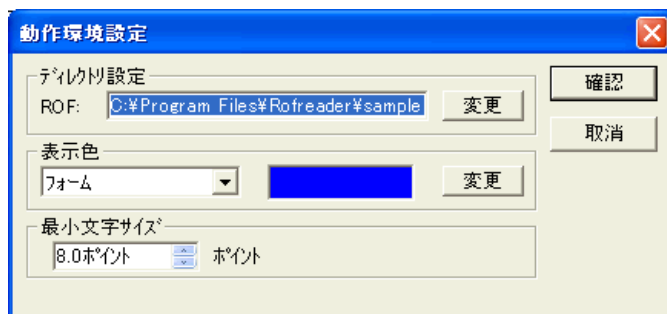 動作環境設定
ディレクトリ設定
ROF: C:¥Program Files¥Rofreader¥sample 変更
確認
取消
表示色
フォーム 変更
最小文字サイズ
8.0ポイント ポイント